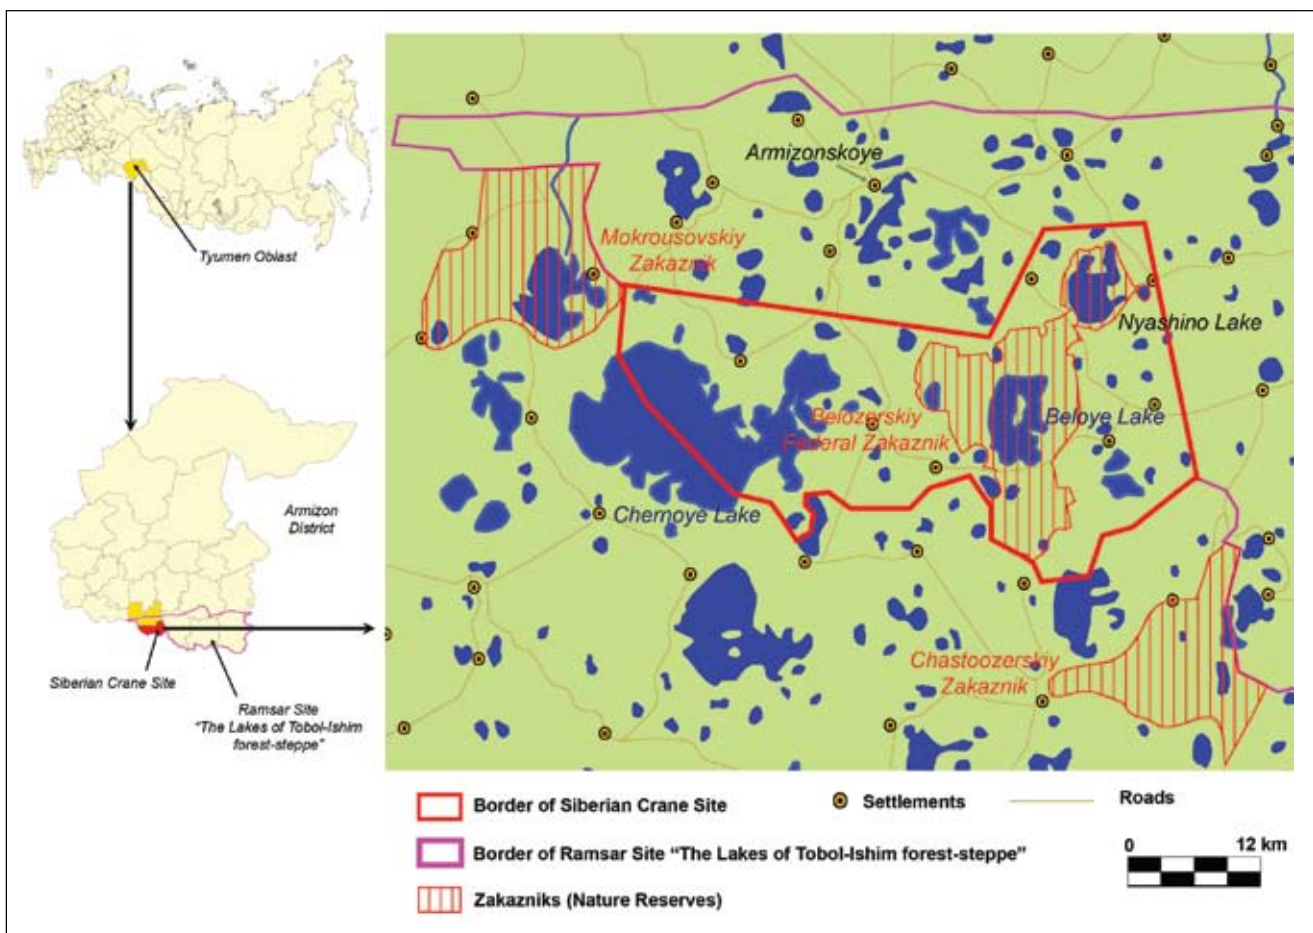 Tyumen Oblast
Armizon
District
Siberian Crane Site
Ramsar Site
"The Lakes of Tobol-Ishim
forest-steppe"
Armizonskoye
Mokrousovskiy
Zakaznik
Nyashino Lake
Belozerskiy
Federal Zakaznik
Beloye Lake
Chernoye Lake
Chastoozerskiy
Zakaznik
Border of Siberian Crane Site
Settlements
Roads
Border of Ramsar Site "The Lakes of Tobol-Ishim forest-steppe"
0 12 km
Zakazniks (Nature Reserves)